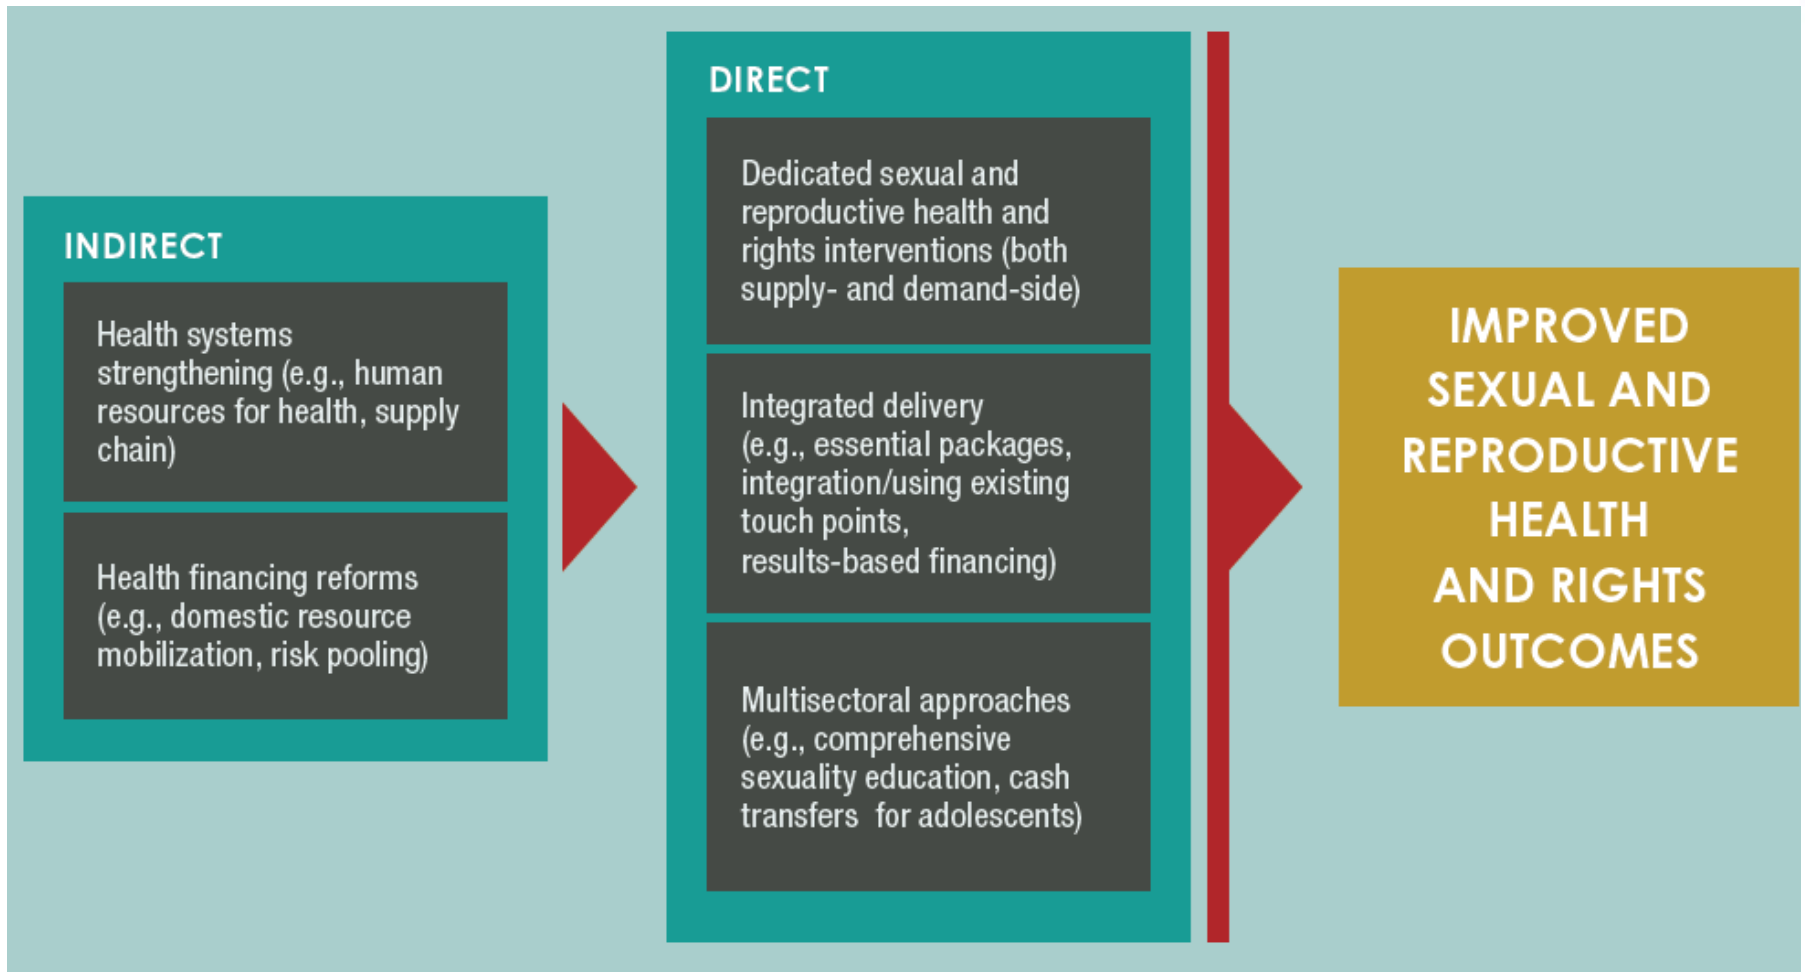 INDIRECT
Health systems
strengthening (e.g., human
resources for health, supply
chain)
Health financing reforms
(e.g., domestic resource
mobilization, risk pooling)
DIRECT
Dedicated sexual and
reproductive health and
rights interventions (both
supply- and demand-side)
Integrated delivery
(e.g., essential packages,
integration/using existing
touch points,
results-based financing)
Multisectoral approaches
(e.g., comprehensive
sexuality education, cash
transfers  for adolescents)
IMPROVED
SEXUAL AND
REPRODUCTIVE
HEALTH
AND RIGHTS
OUTCOMES